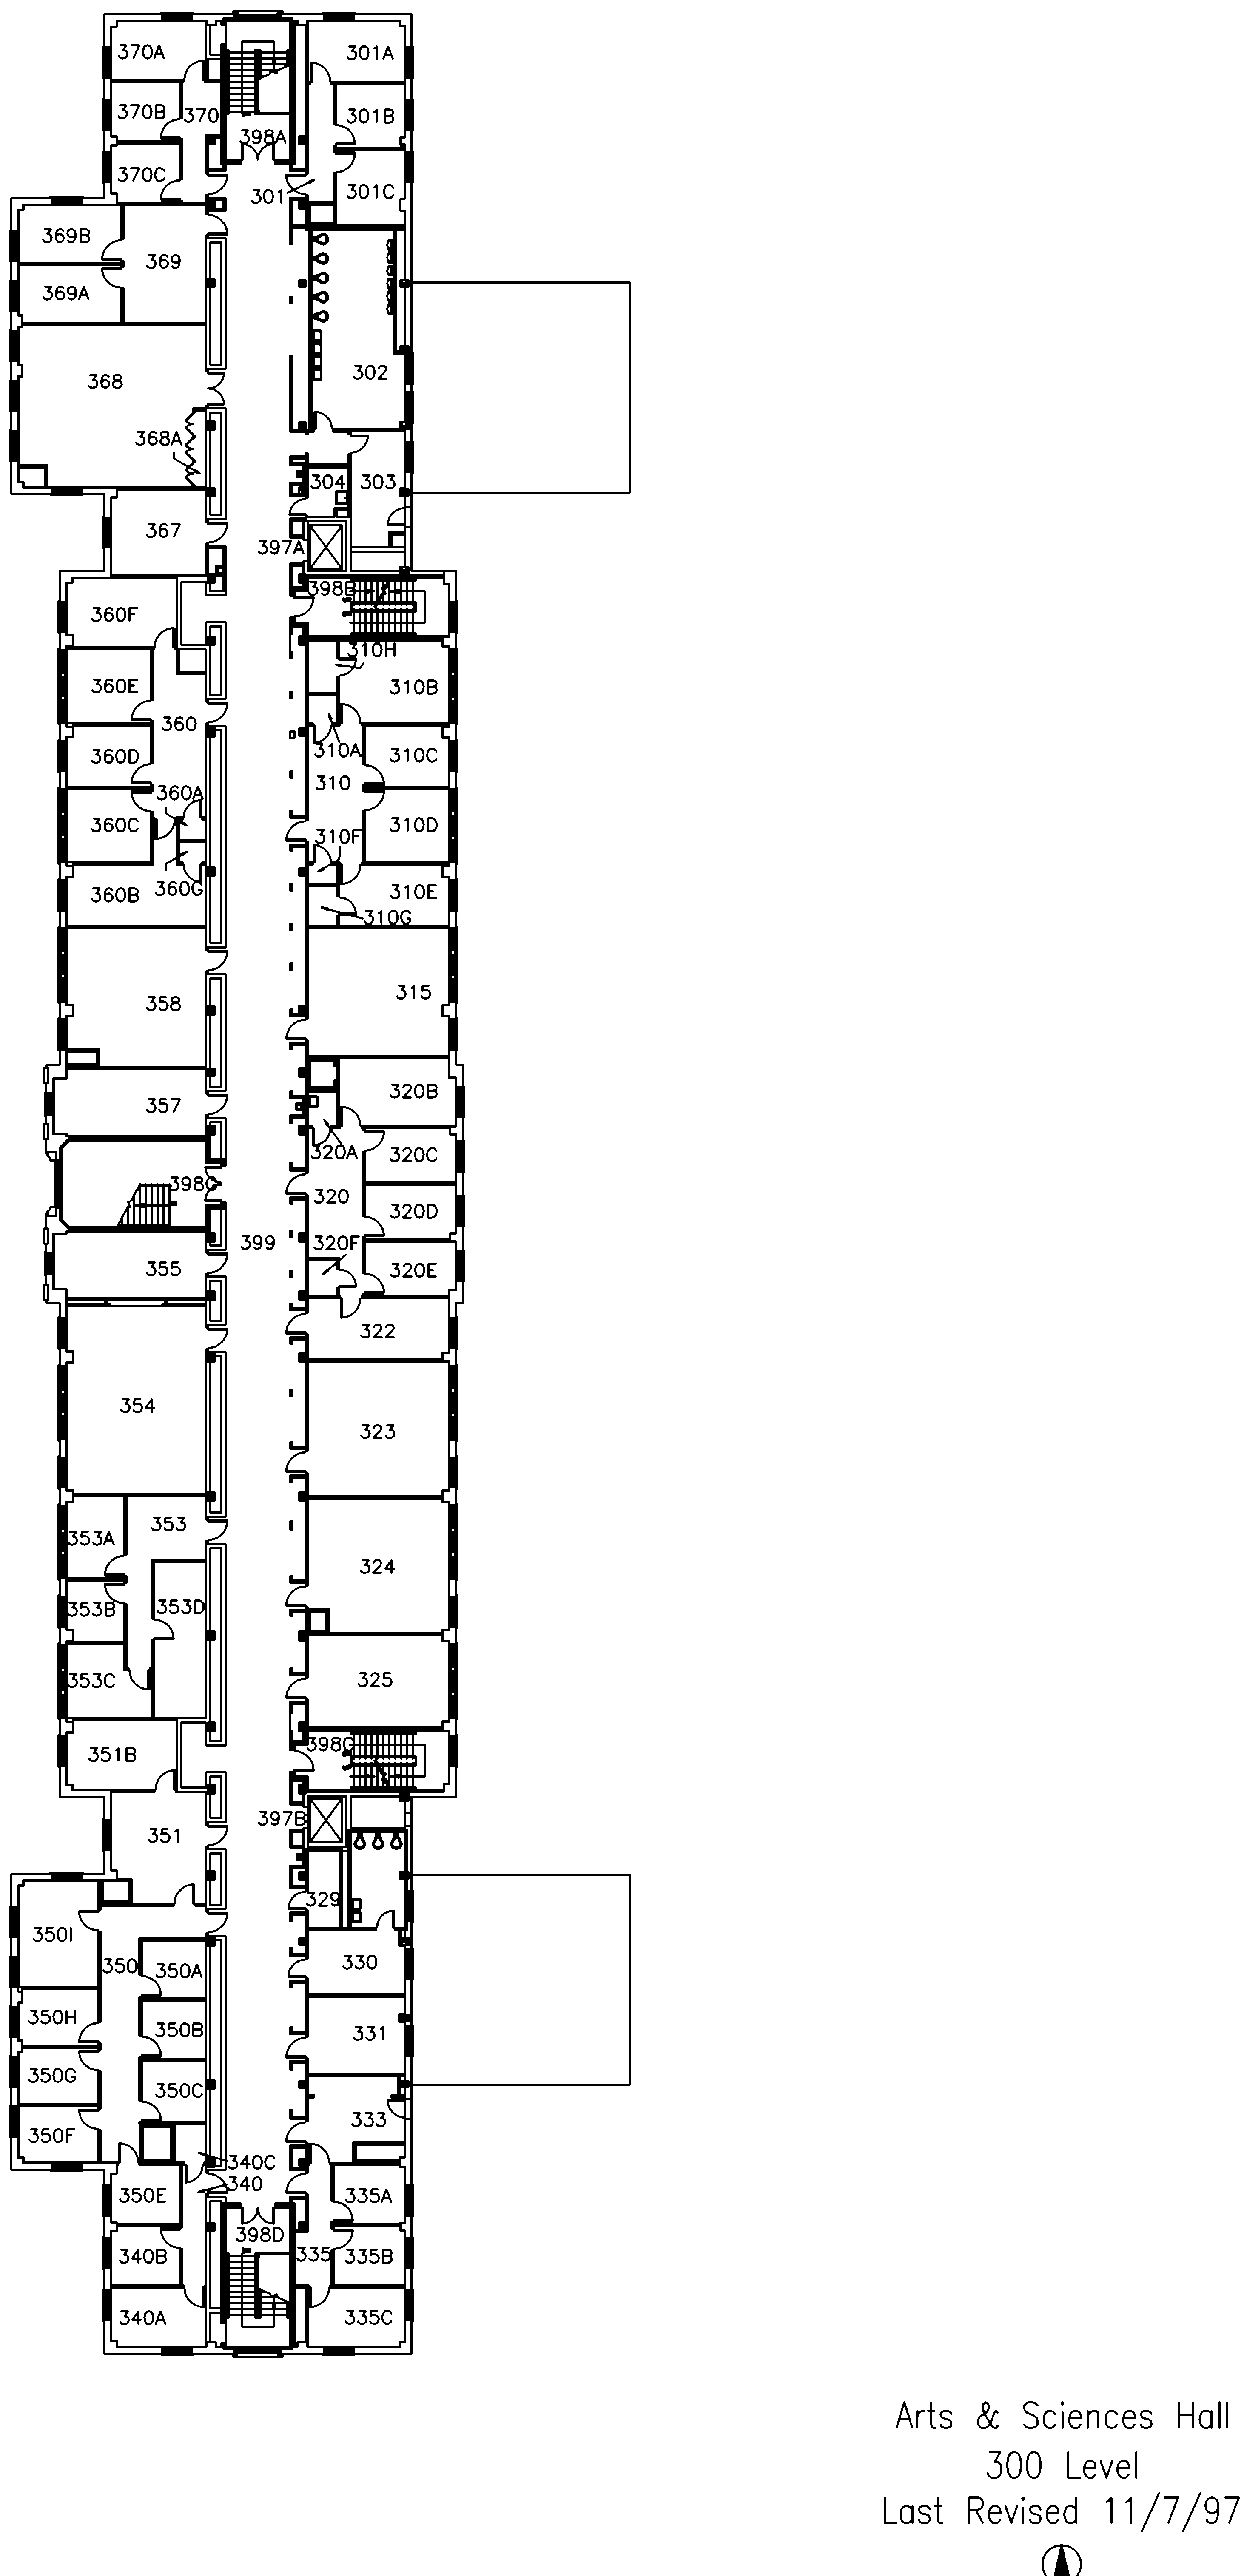 370A
301A
370B
370
301B
398A
370C
301
301C
369B
369
369A
302
368
368A
304
303
367
397A
398E
360F
310H
360E
310B
360
310A
310C
360D
310
360A
360C
310F
310D
360G
360B
310E
310G
358
315
320B
357
320A
320C
398C
320
320D
399
320F
355
320E
322
354
323
353
353A
324
353B
353D
353C
325
398G
351B
397B
351
329
350I
330
350
350A
350H
350B
331
350G
350C
333
350F
340C
340
350E
335A
398D
340B
335
335B
340A
335C
Arts & Sciences Hall
300 Level
Last Revised 11/7/97